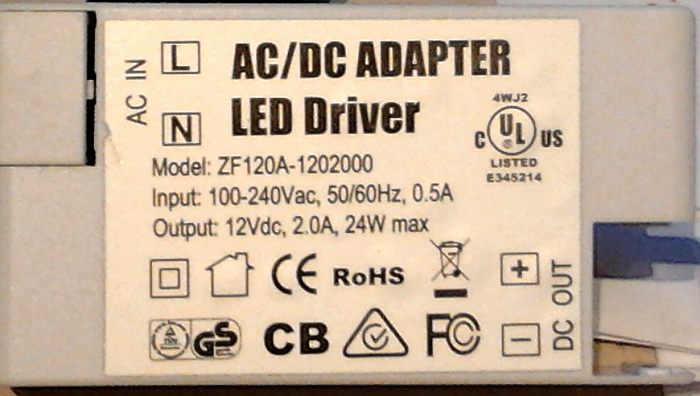 AC IN
L
N
AC/DC ADAPTER
LED Driver
Model: ZF120A-1202000
Input: 100-240Vac, 50/60Hz, 0.5A
Output: 12Vdc, 2.0A, 24W max
4WJ2
C UL US
®
LISTED
E345214
CE RoHS
GS CB FC
+
−
DC OUT